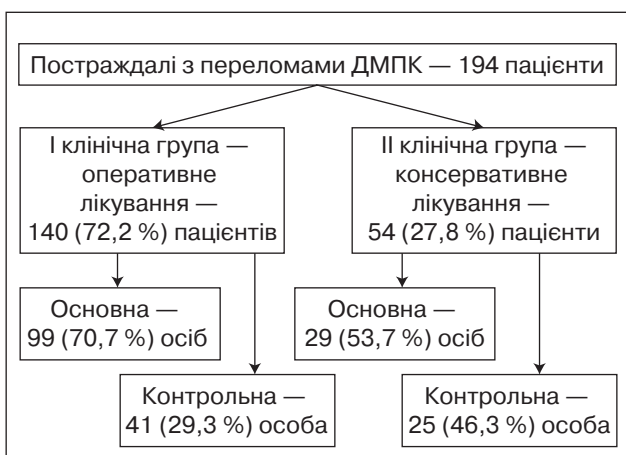 Постраждалі з переломами ДМПК — 194 пацієнти
І клінічна група —
оперативне
лікування —
140 (72,2 %) пацієнтів
ІІ клінічна група —
консервативне
лікування —
54 (27,8 %) пацієнти
Основна —
99 (70,7 %) осіб
Основна —
29 (53,7 %) осіб
Контрольна —
41 (29,3 %) особа
Контрольна —
25 (46,3 %) особа